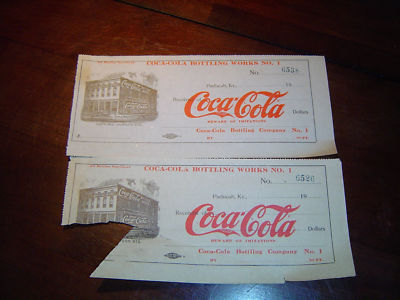 COCA-COLA BOTTLING WORKS NO. 1
No. 6538
Paducah, Ky., 19
Coca-Cola
Dollars
BEWARE OF IMITATIONS
Coca-Cola Bottling Company No. 1
BY
COCA-COLA BOTTLING WORKS NO. 1
No. 6526
Paducah, Ky., 19
Coca-Cola
Dollars
BEWARE OF IMITATIONS
Coca-Cola Bottling Company No. 1
BY